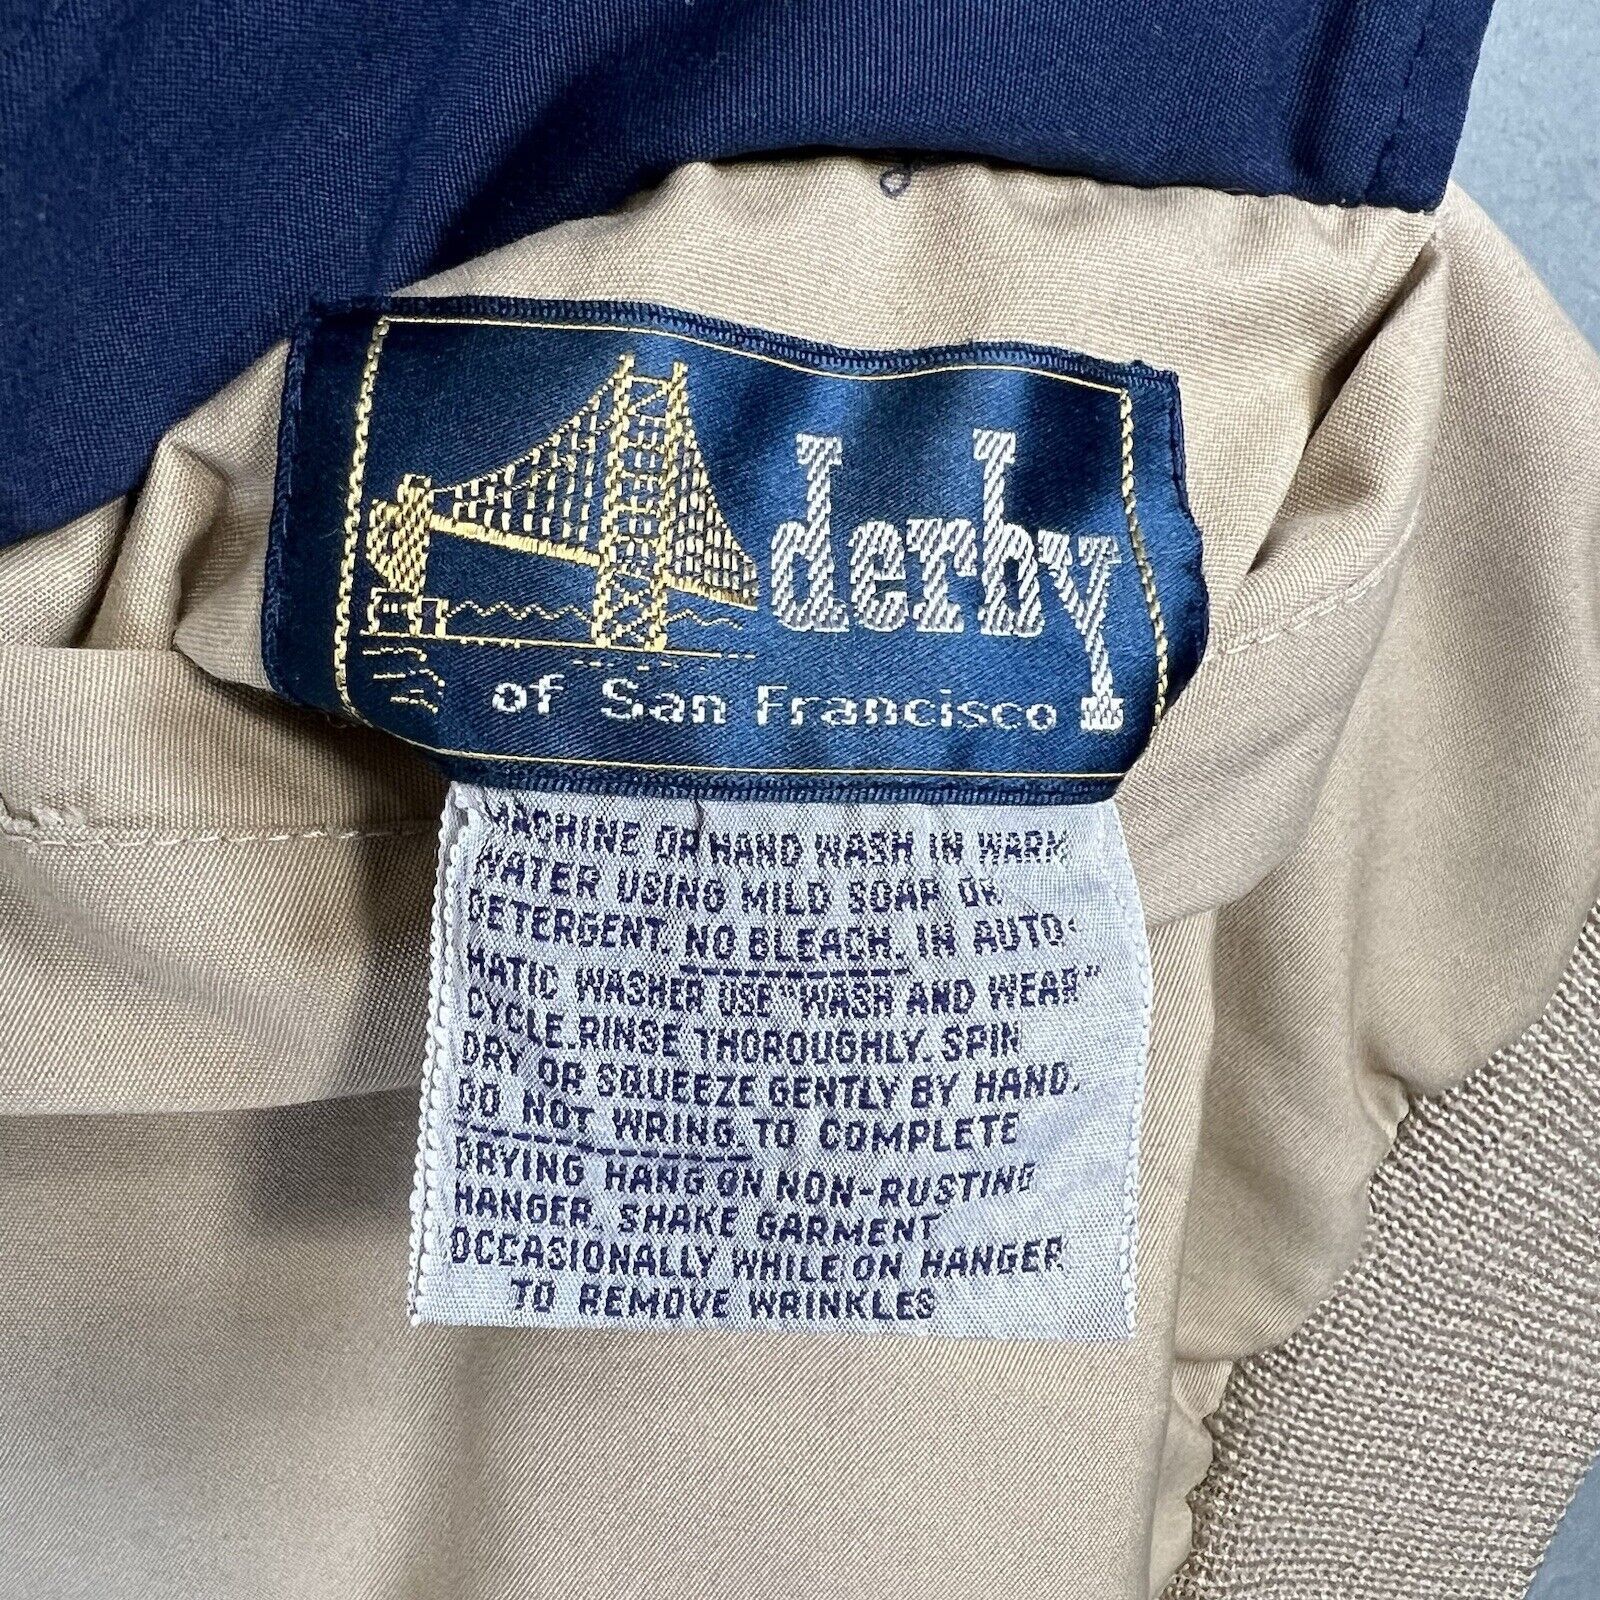 derby
of San Francisco
MACHINE OR HAND WASH IN WARM
WATER USING MILD SOAP OR
DETERGENT. NO BLEACH. IN AUTO-
MATIC WASHER USE "WASH AND WEAR"
CYCLE. RINSE THOROUGHLY. SPIN
DRY OR SQUEEZE GENTLY BY HAND.
DO NOT WRING. TO COMPLETE
DRYING HANG ON NON-RUSTING
HANGER. SHAKE GARMENT
OCCASIONALLY WHILE ON HANGER
TO REMOVE WRINKLES